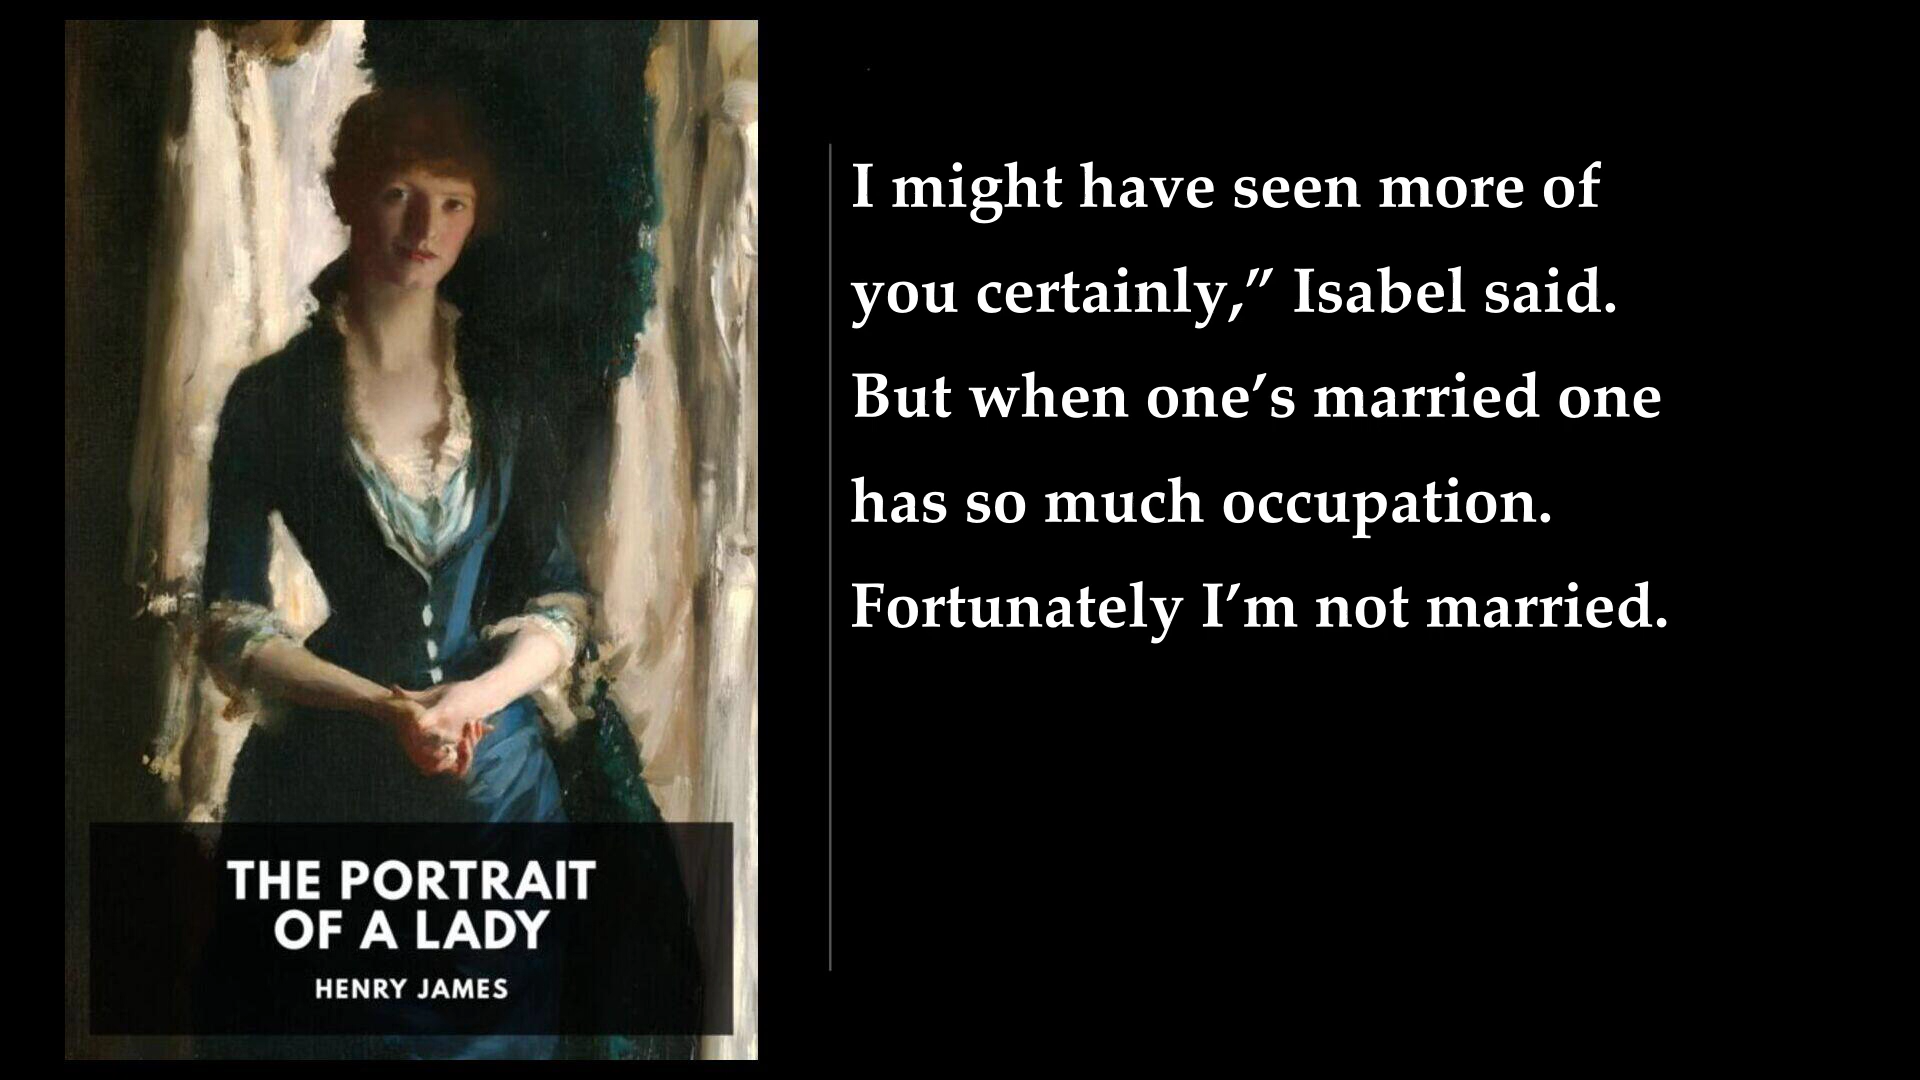 THE PORTRAIT
OF A LADY
HENRY JAMES
I might have seen more of
you certainly,” Isabel said.
But when one’s married one
has so much occupation.
Fortunately I’m not married.